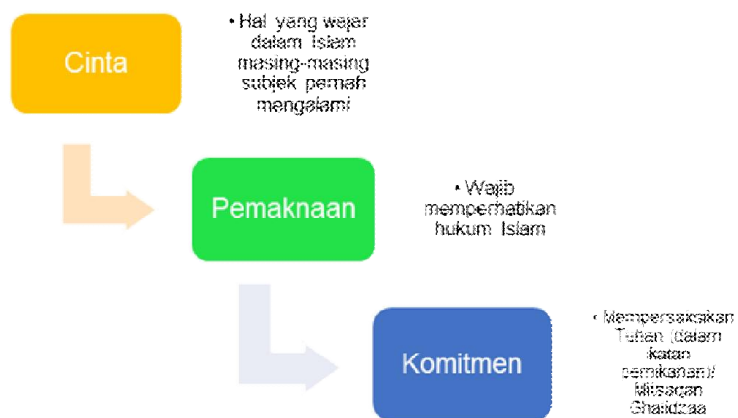 Cinta
• Hal yang wajar
dalam Islam
masing-masing
subjek pernah
mengalami
Pemaknaan
• Wajib
memperhatikan
hukum Islam
Komitmen
• Mempersaksikan
Tuhan (dalam
ikatan
pernikahan)/
Mitsaqan
Ghalidzaa